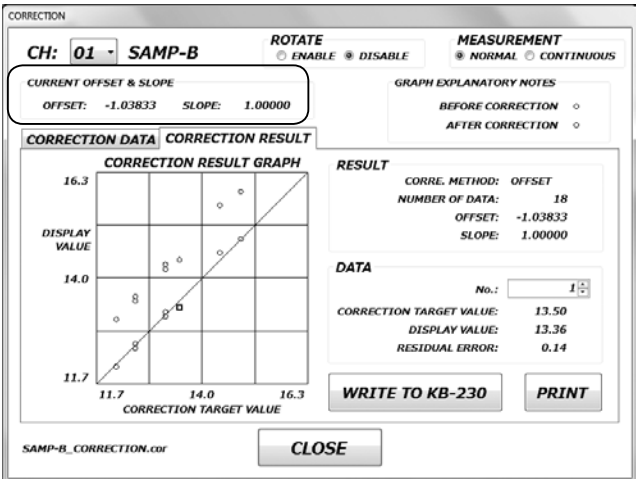 CORRECTION
CH: 01 SAMP-B
ROTATE
ENABLE DISABLE
MEASUREMENT
NORMAL CONTINUOUS
CURRENT OFFSET & SLOPE
OFFSET: -1.03833 SLOPE: 1.00000
GRAPH EXPLANATORY NOTES
BEFORE CORRECTION
AFTER CORRECTION
CORRECTION DATA CORRECTION RESULT
CORRECTION RESULT GRAPH
16.3
DISPLAY
VALUE
14.0
11.7
11.7 14.0 16.3
CORRECTION TARGET VALUE
RESULT
CORRE. METHOD: OFFSET
NUMBER OF DATA: 18
OFFSET: -1.03833
SLOPE: 1.00000
DATA
No.: 1
CORRECTION TARGET VALUE: 13.50
DISPLAY VALUE: 13.36
RESIDUAL ERROR: 0.14
WRITE TO KB-230 PRINT
SAMP-B_CORRECTION.cor
CLOSE